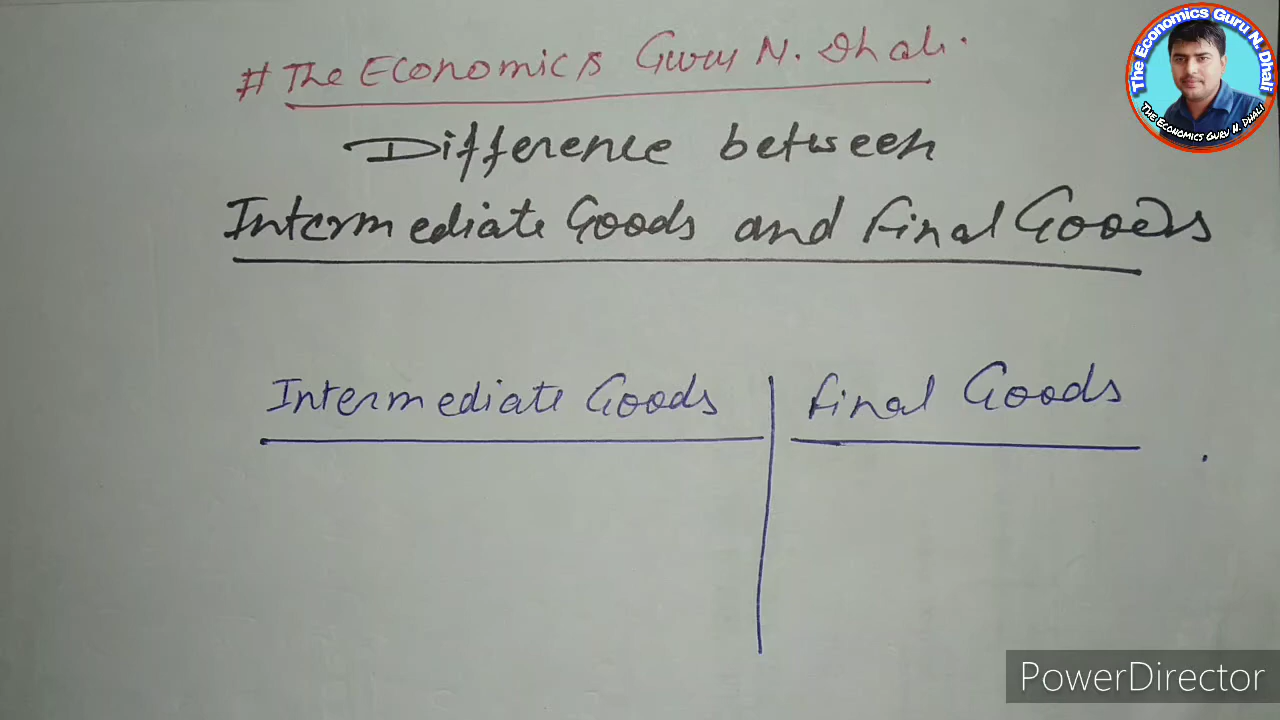 # The Economics Guru N. Dhali.
Difference between
Intermediate Goods and Final Goods
Intermediate Goods
Final Goods
The Economics Guru N. Dhali
THE ECONOMICS GURU N. DHALI
PowerDirector